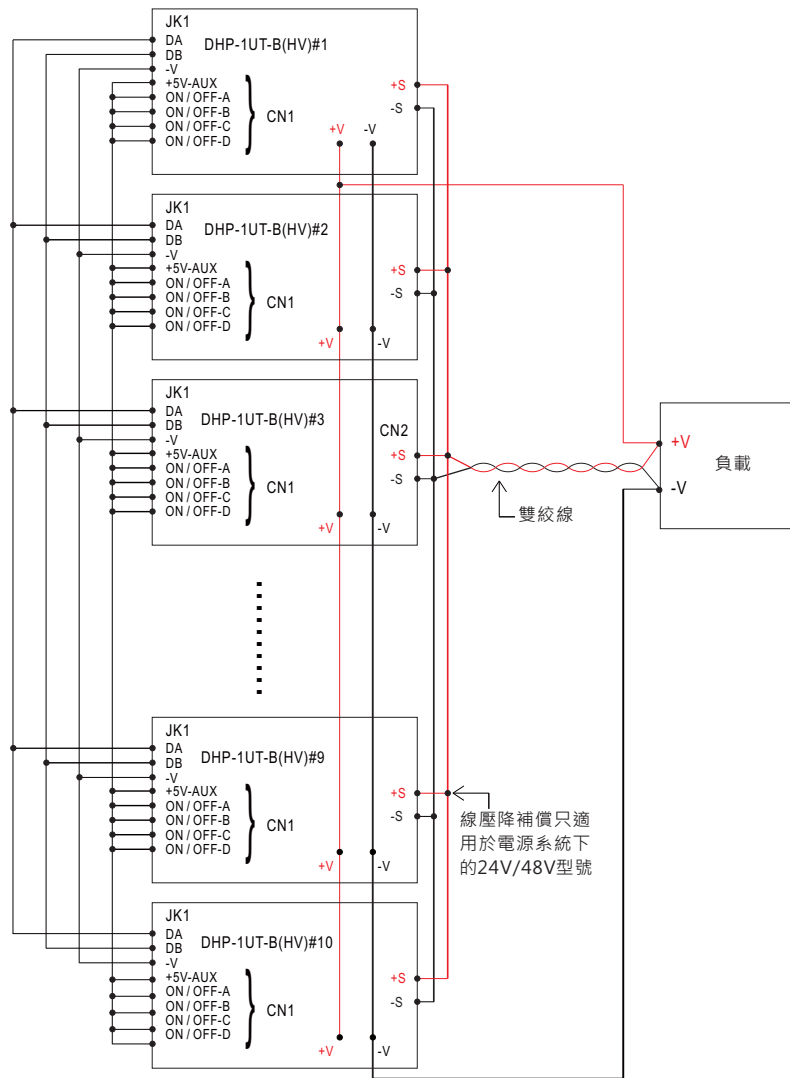 JK1
DA
DHP-1UT-B(HV)#1
DB
-V
+5V-AUX
ON / OFF-A
ON / OFF-B
ON / OFF-C
ON / OFF-D
CN1
+S
-S
+V
-V
JK1
DA
DHP-1UT-B(HV)#2
DB
-V
+5V-AUX
ON / OFF-A
ON / OFF-B
ON / OFF-C
ON / OFF-D
CN1
+S
-S
+V
-V
JK1
DA
DHP-1UT-B(HV)#3
DB
-V
+5V-AUX
ON / OFF-A
ON / OFF-B
ON / OFF-C
ON / OFF-D
CN1
CN2
+S
-S
+V
-V
雙絞線
+V
-V
負載
JK1
DA
DHP-1UT-B(HV)#9
DB
-V
+5V-AUX
ON / OFF-A
ON / OFF-B
ON / OFF-C
ON / OFF-D
CN1
+S
-S
+V
-V
線壓降補償只適
用於電源系統下
的24V/48V型號
JK1
DA
DHP-1UT-B(HV)#10
DB
-V
+5V-AUX
ON / OFF-A
ON / OFF-B
ON / OFF-C
ON / OFF-D
CN1
+S
-S
+V
-V